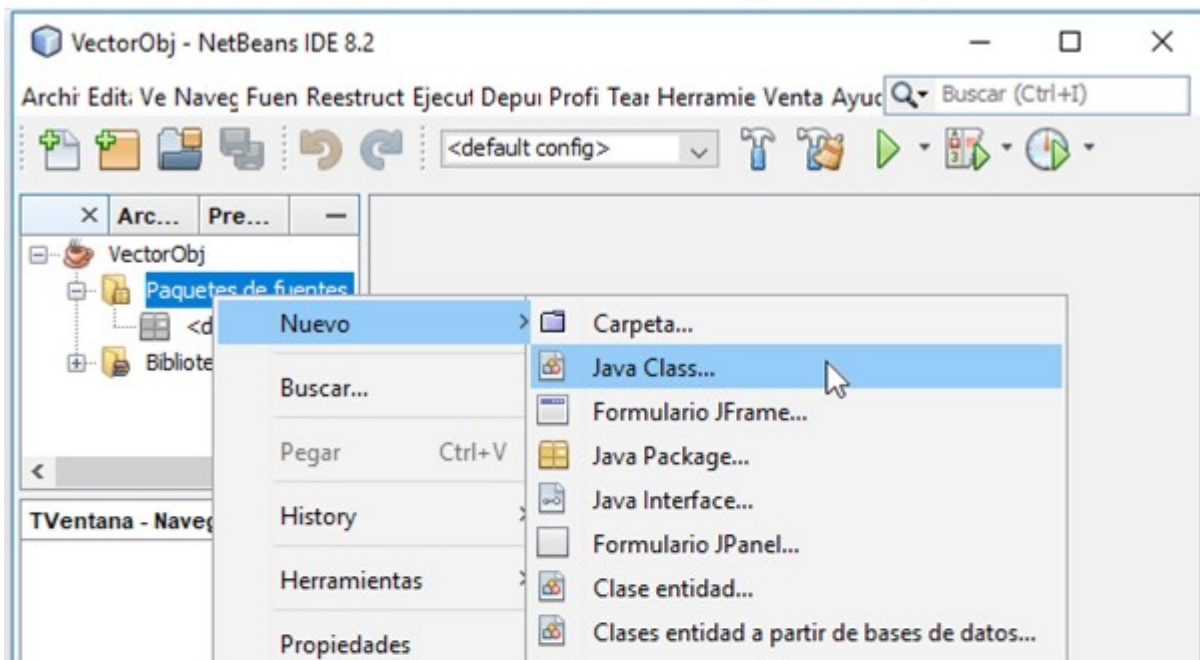 VectorObj - NetBeans IDE 8.2
Archi Edit Ve Naveg Fuen Reestruct Ejecut Depu Profi Tear Herramie Venta Ayuc Buscar (Ctrl+I)
<default config>
Arc... Pre...
VectorObj
Paquetes de fuentes
<d
Bibliote
Nuevo
Buscar...
Pegar Ctrl+V
History
Herramientas
Propiedades
Carpeta...
Java Class...
Formulario JFrame...
Java Package...
Java Interface...
Formulario JPanel...
Clase entidad...
Clases entidad a partir de bases de datos...
TVentana - Naveg